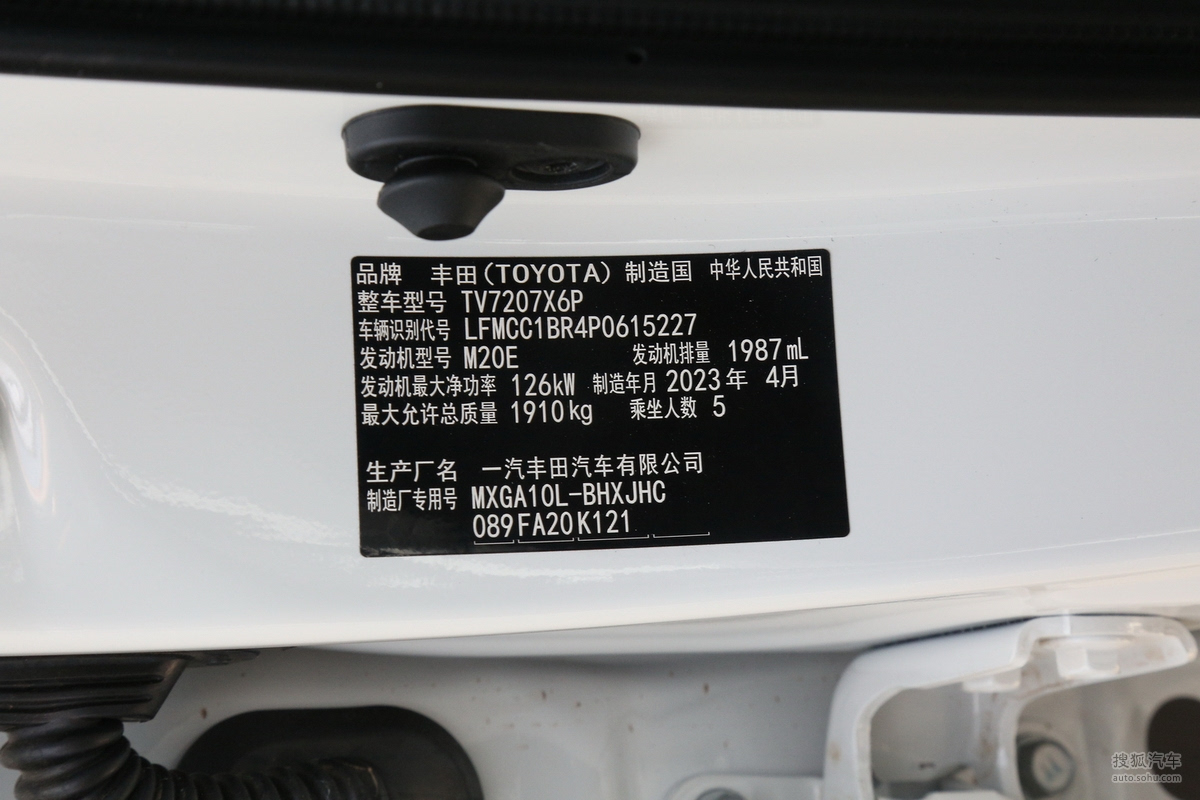 品牌 丰田(TOYOTA) 制造国 中华人民共和国
整车型号 TV7207X6P
车辆识别代号 LFMCC1BR4P0615227
发动机型号 M20E 发动机排量 1987mL
发动机最大净功率 126kW 制造年月 2023年 4月
最大允许总质量 1910kg 乘坐人数 5
生产厂名 一汽丰田汽车有限公司
制造厂专用号 MXGA10L-BHXJHC
089FA20K121
搜狐汽车
auto.sohu.com